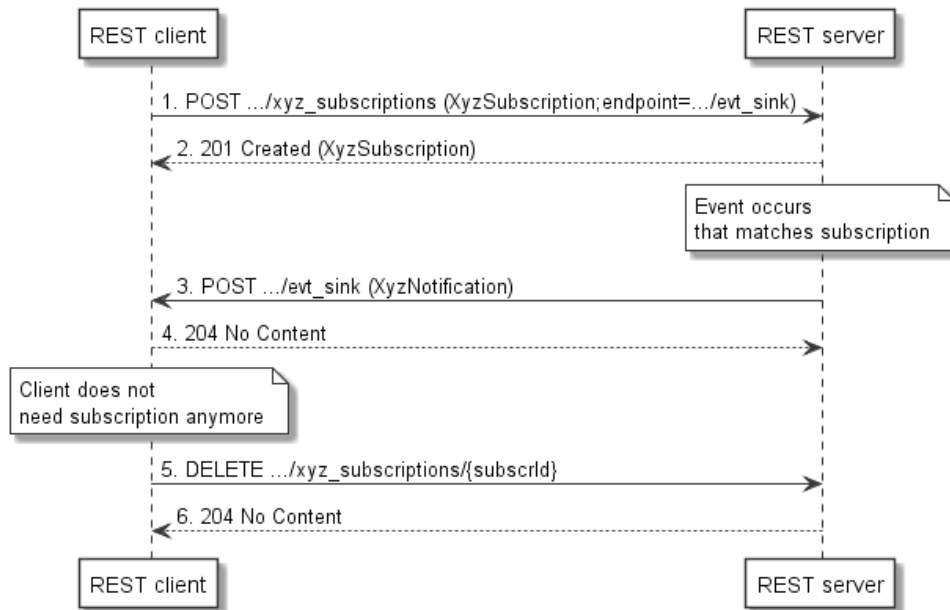 REST client
REST server
1. POST .../xyz_subscriptions (XyzSubscription;endpoint=.../evt_sink)
2. 201 Created (XyzSubscription)
Event occurs
that matches subscription
3. POST .../evt_sink (XyzNotification)
4. 204 No Content
Client does not
need subscription anymore
5. DELETE .../xyz_subscriptions/{subscrId}
6. 204 No Content
REST client
REST server